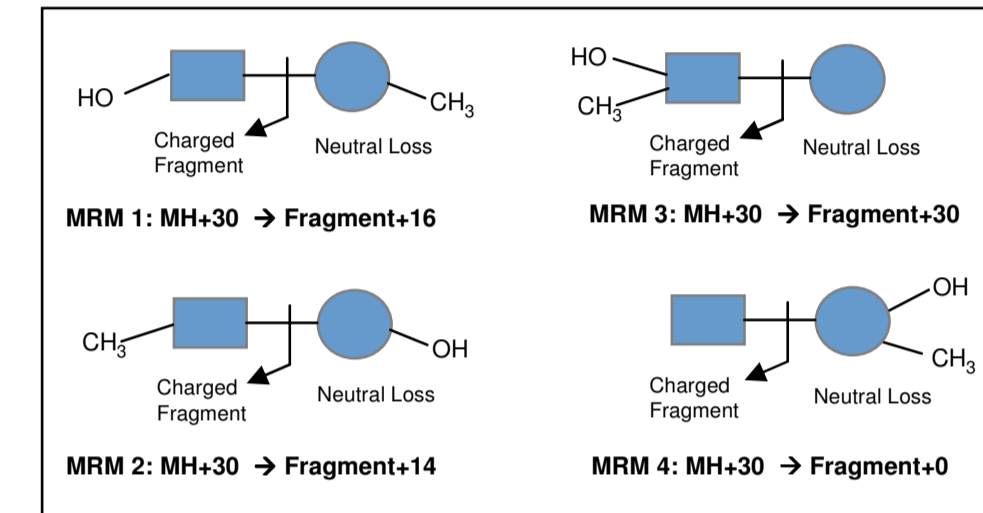 HO
CH3
Charged
Fragment
Neutral Loss
MRM 1: MH+30 → Fragment+16
HO
CH3
Charged
Fragment
Neutral Loss
MRM 3: MH+30 → Fragment+30
CH3
OH
Charged
Fragment
Neutral Loss
MRM 2: MH+30 → Fragment+14
OH
CH3
Charged
Fragment
Neutral Loss
MRM 4: MH+30 → Fragment+0